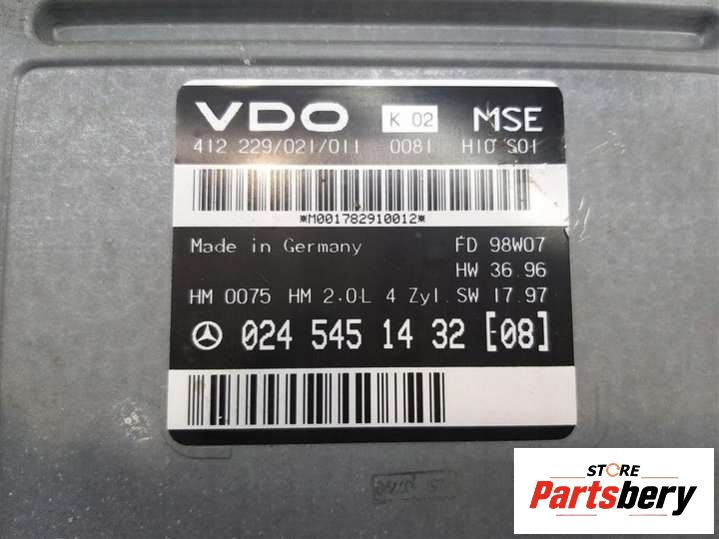 VDO K 02 MSE
412 229/021/011 0081 H10 S01
*M001782910012*
Made in Germany FD 98W07
HW 36.96
HM 0075 HM 2.0L 4 Zyl. SW 17.97
024 545 14 32 [08]
STORE
Partsbery